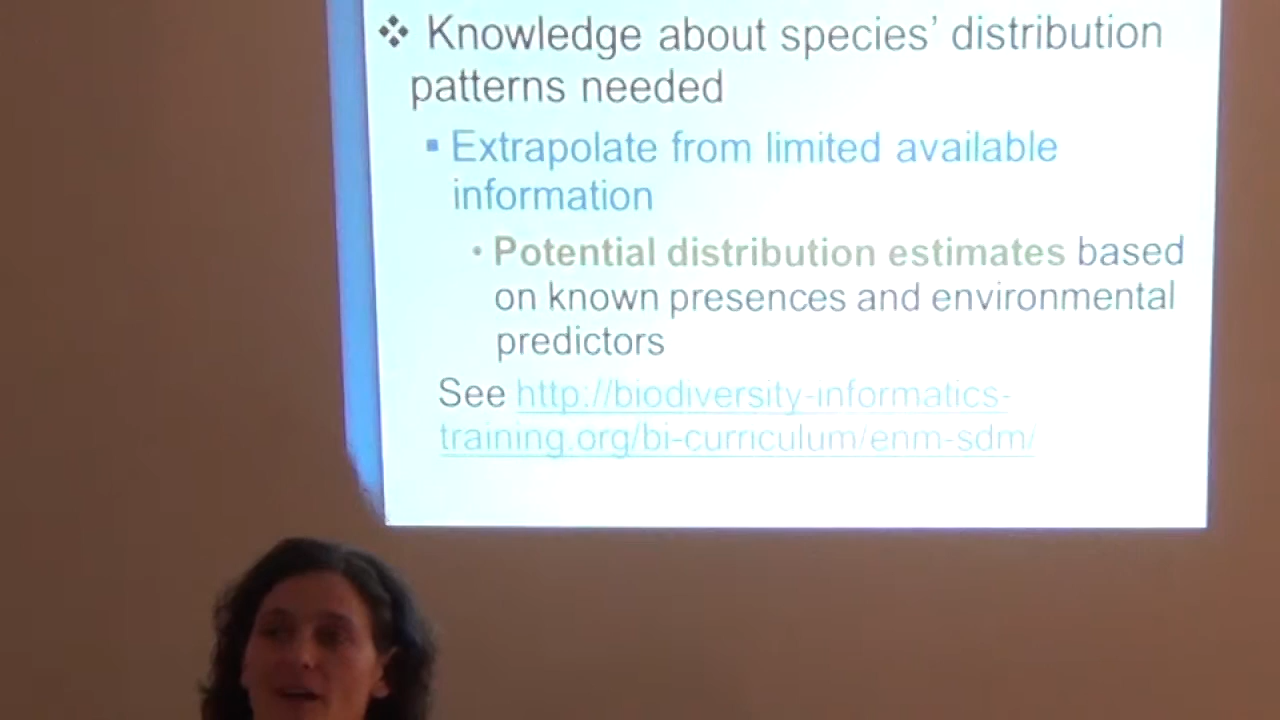 ❖ Knowledge about species’ distribution
patterns needed
▪ Extrapolate from limited available
information
• Potential distribution estimates based
on known presences and environmental
predictors
See http://biodiversity-informatics-
training.org/bi-curriculum/enm-sdm/